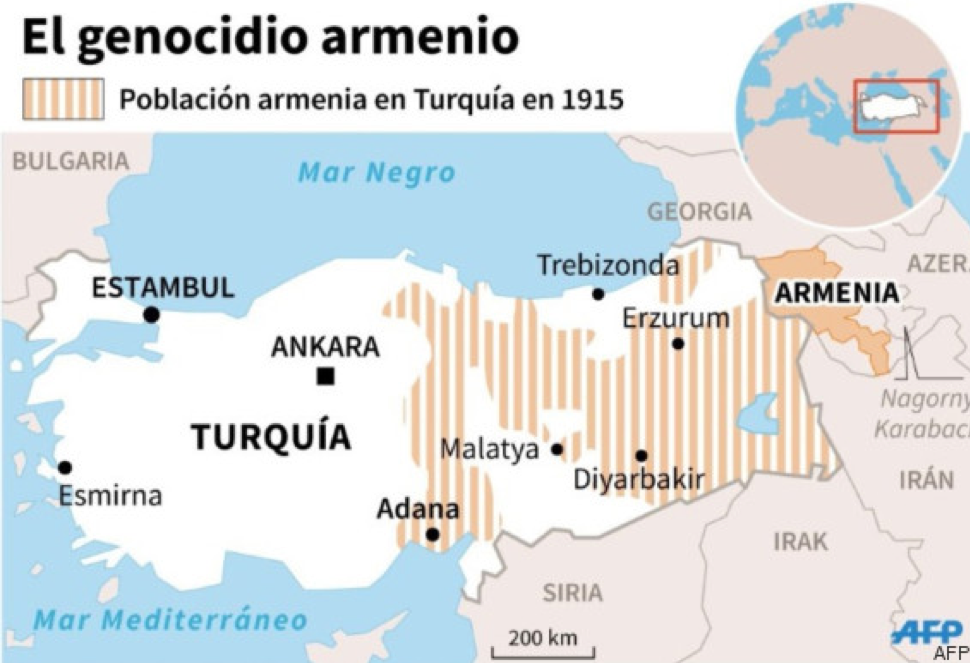 El genocidio armenio
Población armenia en Turquía en 1915
BULGARIA
Mar Negro
GEORGIA
AZER.
Trebizonda
ESTAMBUL
ARMENIA
Erzurum
ANKARA
Nagorny
Karabach
TURQUÍA
Malatya
Diyarbakir
IRÁN
Esmirna
Adana
IRAK
SIRIA
Mar Mediterráneo
200 km
AFP
AFP